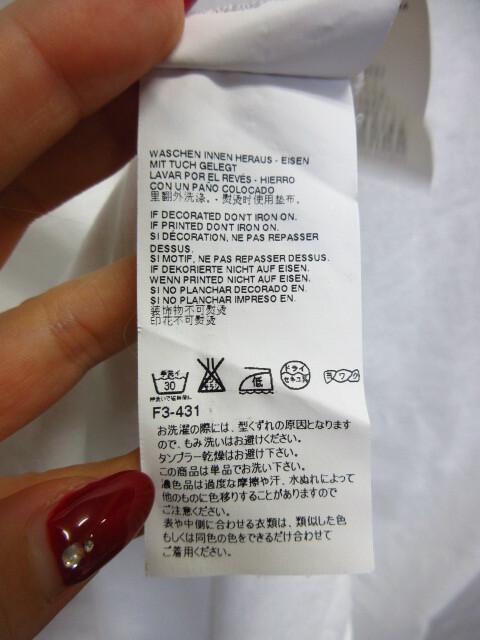 WASCHEN INNEN HERAUS - EISEN
MIT TUCH GELEGT
LAVAR POR EL REVÉS - HIERRO
CON UN PAÑO COLOCADO
里翻外洗涤。・熨烫时使用垫布。
IF DECORATED DON'T IRON ON.
IF PRINTED DON'T IRON ON.
SI DÉCORATION, NE PAS REPASSER
DESSUS.
SI MOTIF, NE PAS REPASSER DESSUS.
IF DEKORIERTE NICHT AUF EISEN.
WENN PRINTED NICHT AUF EISEN.
SI NO PLANCHAR DECORADO EN.
SI NO PLANCHAR IMPRESO EN.
装饰物不可熨烫
印花不可熨烫
手洗イ
30
低
ドライ
セキユ系
F3-431
お洗濯の際には、型くずれの原因となりますの
で、もみ洗いはお避けください。
タンブラー乾燥はお避け下さい。
この商品は単品でお洗い下さい。
濃色品は過度な摩擦や汗、水ぬれによって
他のものに色移りすることがありますので
ご注意ください。
表や中側に合わせる衣類は、類似した色
もしくは同色の色をできるだけ合わせて
ご着用ください。